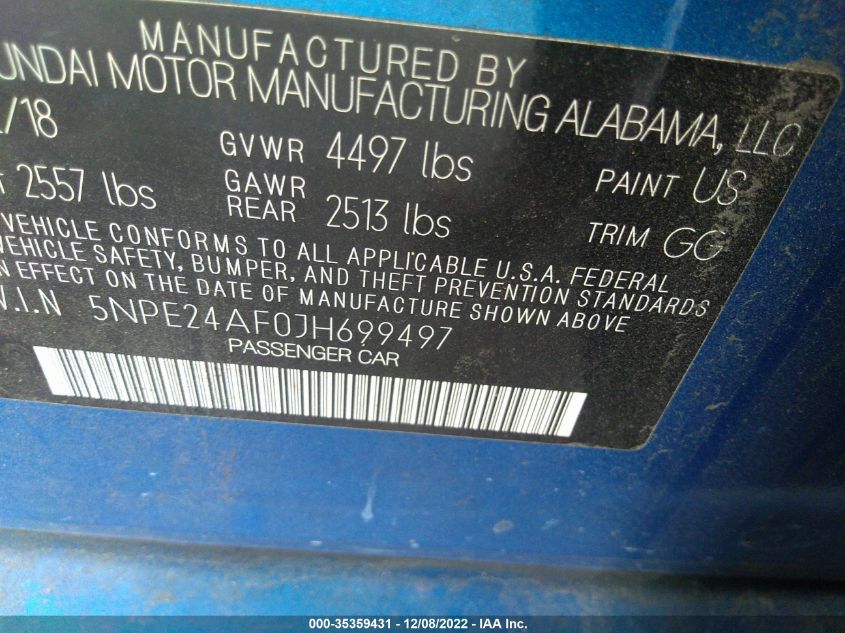 MANUFACTURED BY
UNDAI MOTOR MANUFACTURING ALABAMA, LLC
/18
GVWR 4497 lbs
PAINT US
2557 lbs
GAWR
REAR 2513 lbs
TRIM GG
VEHICLE CONFORMS TO ALL APPLICABLE U.S.A. FEDERAL
VEHICLE SAFETY, BUMPER, AND THEFT PREVENTION STANDARDS
N EFFECT ON THE DATE OF MANUFACTURE SHOWN ABOVE
V.I.N 5NPE24AF0JH699497
PASSENGER CAR
000-35359431 - 12/08/2022 - IAA Inc.